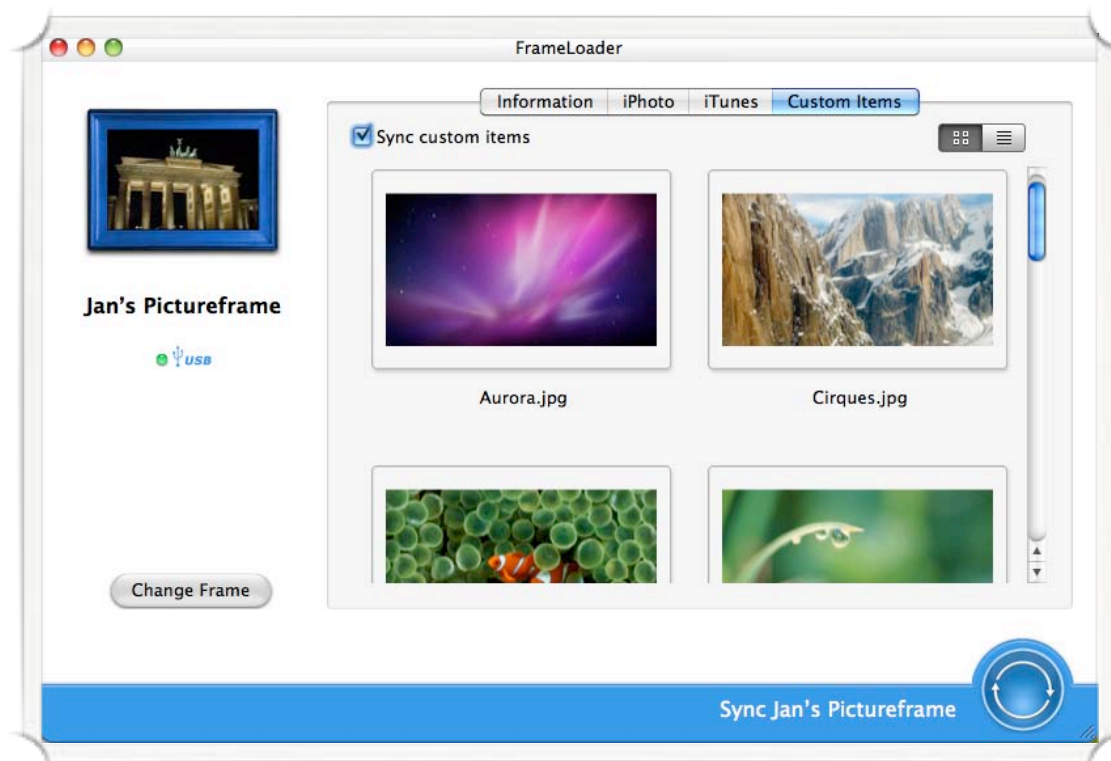 FrameLoader
Information iPhoto iTunes Custom Items
Sync custom items
Jan's Pictureframe
USB
Aurora.jpg
Cirques.jpg
Change Frame
Sync Jan's Pictureframe